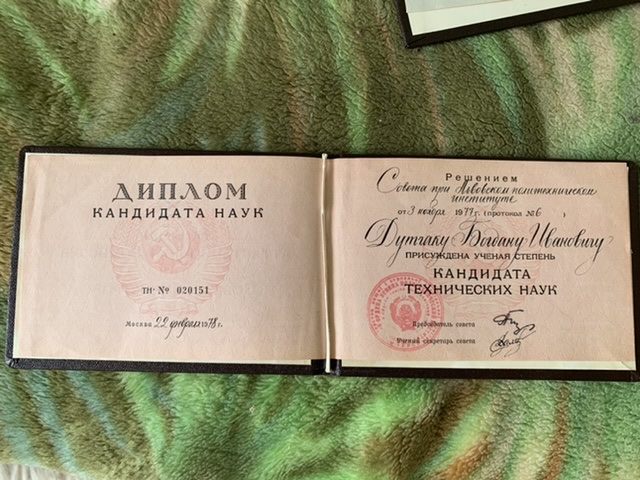 ДИПЛОМ
КАНДИДАТА НАУК
ТН № 020151
Москва 22 февраля 1978 г.
Решением
Совета при Львовском политехническом
институте
от 3 ноября 1977 г. (протокол № 6 )
Дутчаку Богдану Ивановичу
ПРИСУЖДЕНА УЧЕНАЯ СТЕПЕНЬ
КАНДИДАТА
ТЕХНИЧЕСКИХ НАУК
Председатель совета
Ученый секретарь совета